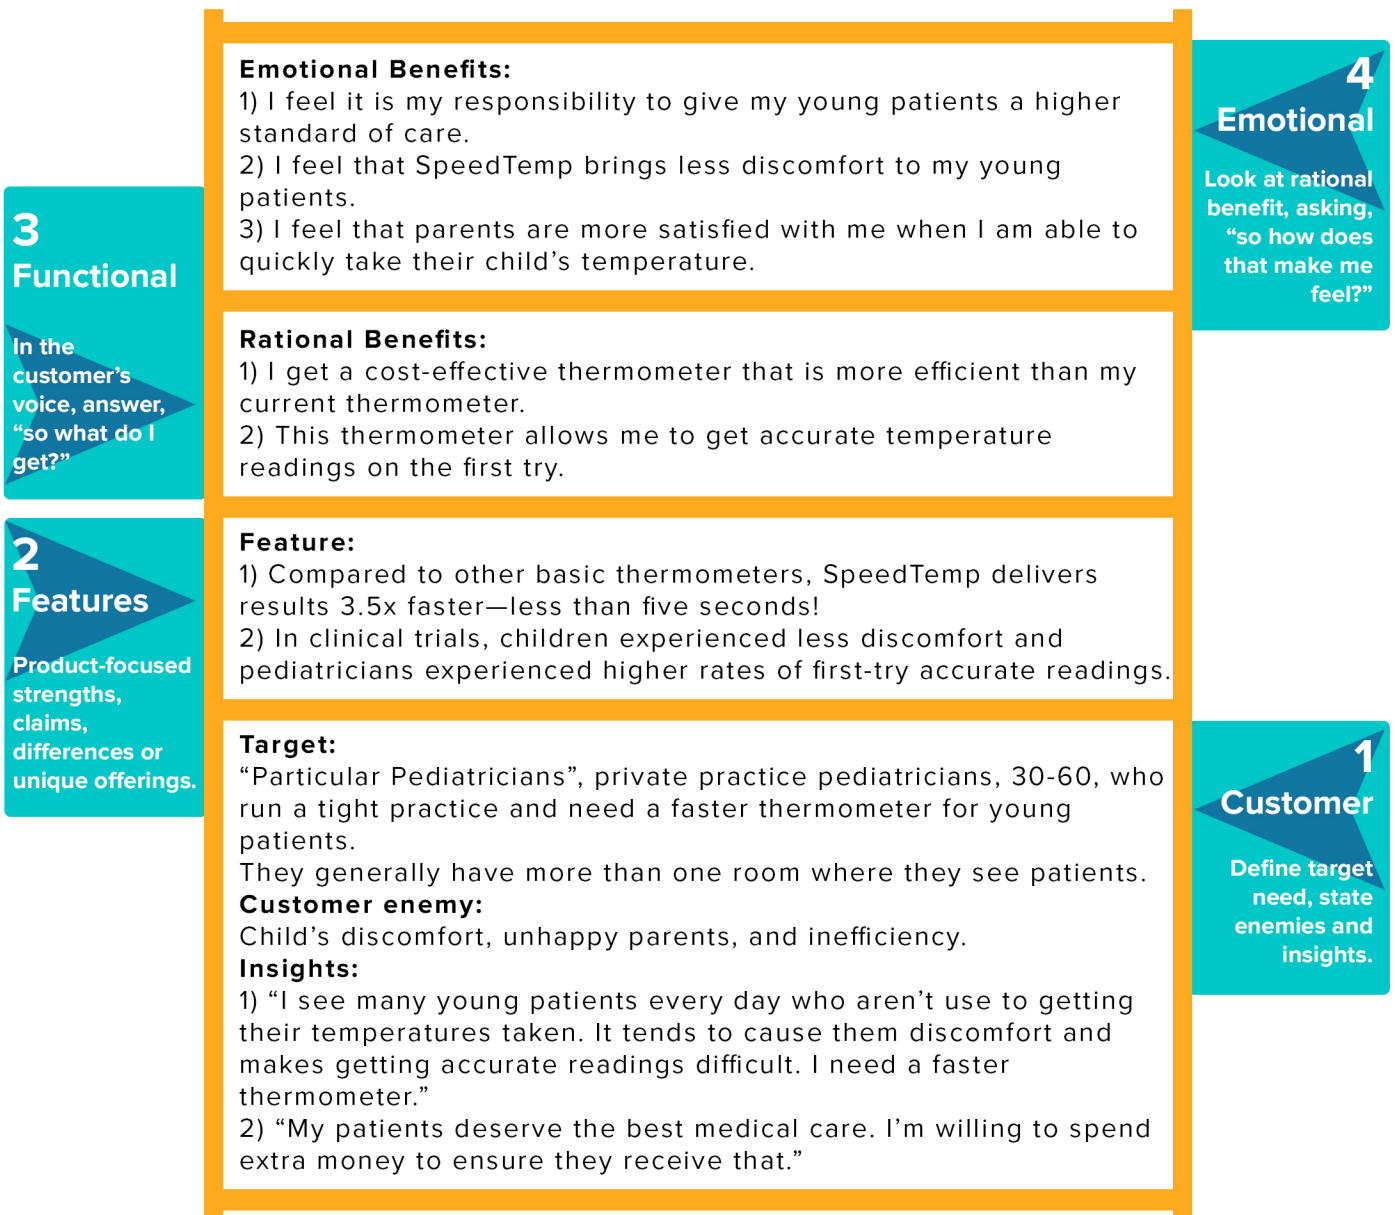 Emotional Benefits:
1) I feel it is my responsibility to give my young patients a higher
standard of care.
2) I feel that SpeedTemp brings less discomfort to my young
patients.
3) I feel that parents are more satisfied with me when I am able to
quickly take their child’s temperature.
4
Emotional
Look at rational
benefit, asking,
“so how does
that make me
feel?”
3
Functional
In the
customer’s
voice, answer,
“so what do I
get?”
Rational Benefits:
1) I get a cost-effective thermometer that is more efficient than my
current thermometer.
2) This thermometer allows me to get accurate temperature
readings on the first try.
2
Features
Product-focused
strengths,
claims,
differences or
unique offerings.
Feature:
1) Compared to other basic thermometers, SpeedTemp delivers
results 3.5x faster—less than five seconds!
2) In clinical trials, children experienced less discomfort and
pediatricians experienced higher rates of first-try accurate readings.
Target:
“Particular Pediatricians”, private practice pediatricians, 30-60, who
run a tight practice and need a faster thermometer for young
patients.
They generally have more than one room where they see patients.
Customer enemy:
Child’s discomfort, unhappy parents, and inefficiency.
Insights:
1) “I see many young patients every day who aren’t use to getting
their temperatures taken. It tends to cause them discomfort and
makes getting accurate readings difficult. I need a faster
thermometer.”
2) “My patients deserve the best medical care. I’m willing to spend
extra money to ensure they receive that.”
1
Customer
Define target
need, state
enemies and
insights.